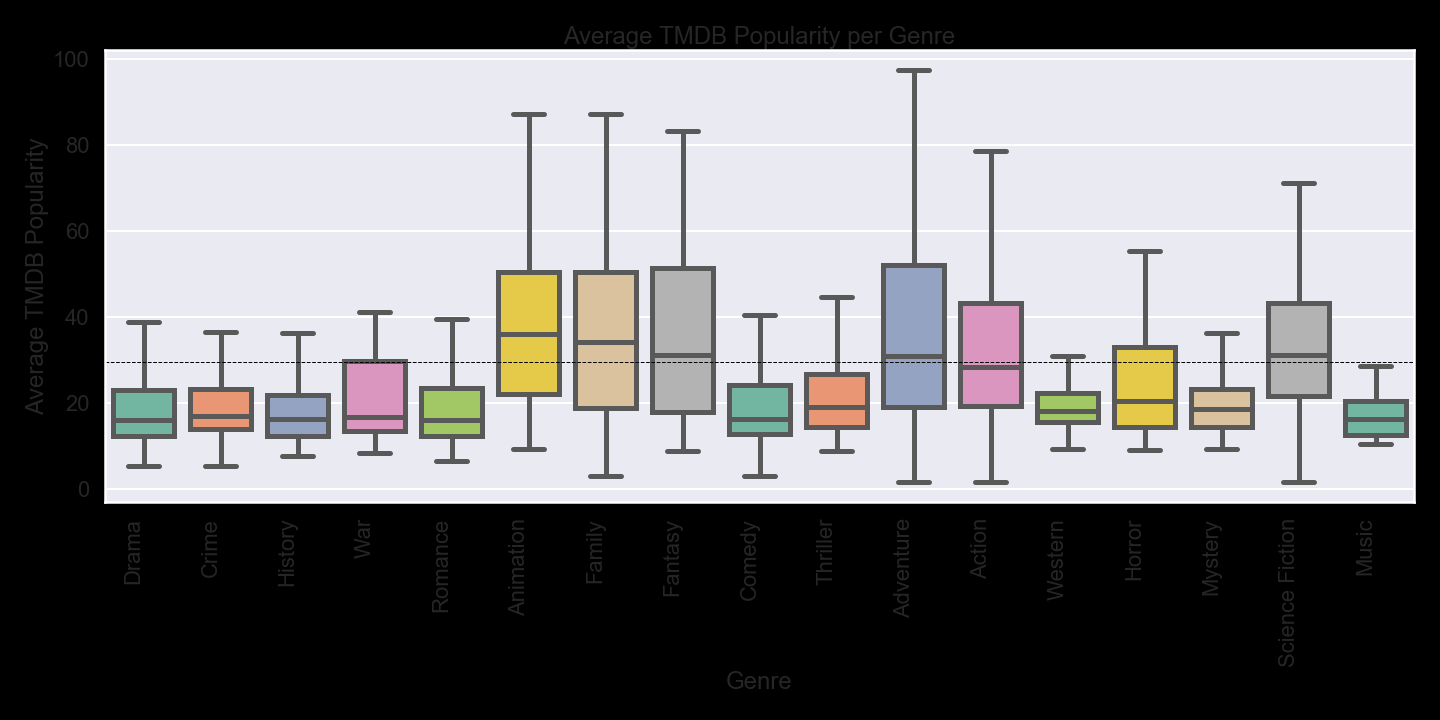 Average TMDB Popularity per Genre
Average TMDB Popularity
100
80
60
40
20
0
Drama
Crime
History
War
Romance
Animation
Family
Fantasy
Comedy
Thriller
Adventure
Action
Western
Horror
Mystery
Science Fiction
Music
Genre